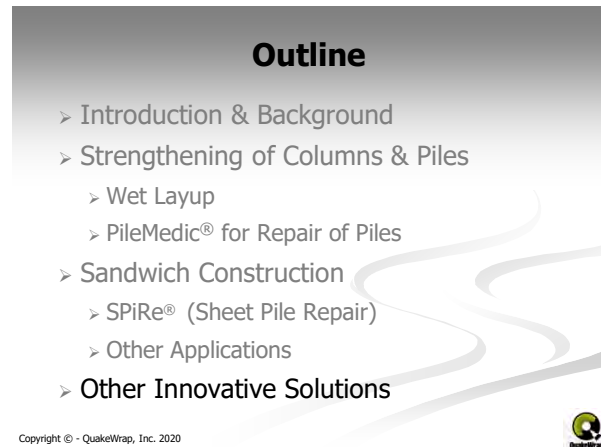 Outline
➢ Introduction & Background
➢ Strengthening of Columns & Piles
➢ Wet Layup
➢ PileMedic® for Repair of Piles
➢ Sandwich Construction
➢ SPiRe® (Sheet Pile Repair)
➢ Other Applications
➢ Other Innovative Solutions
Copyright © - QuakeWrap, Inc. 2020
QuakeWrap